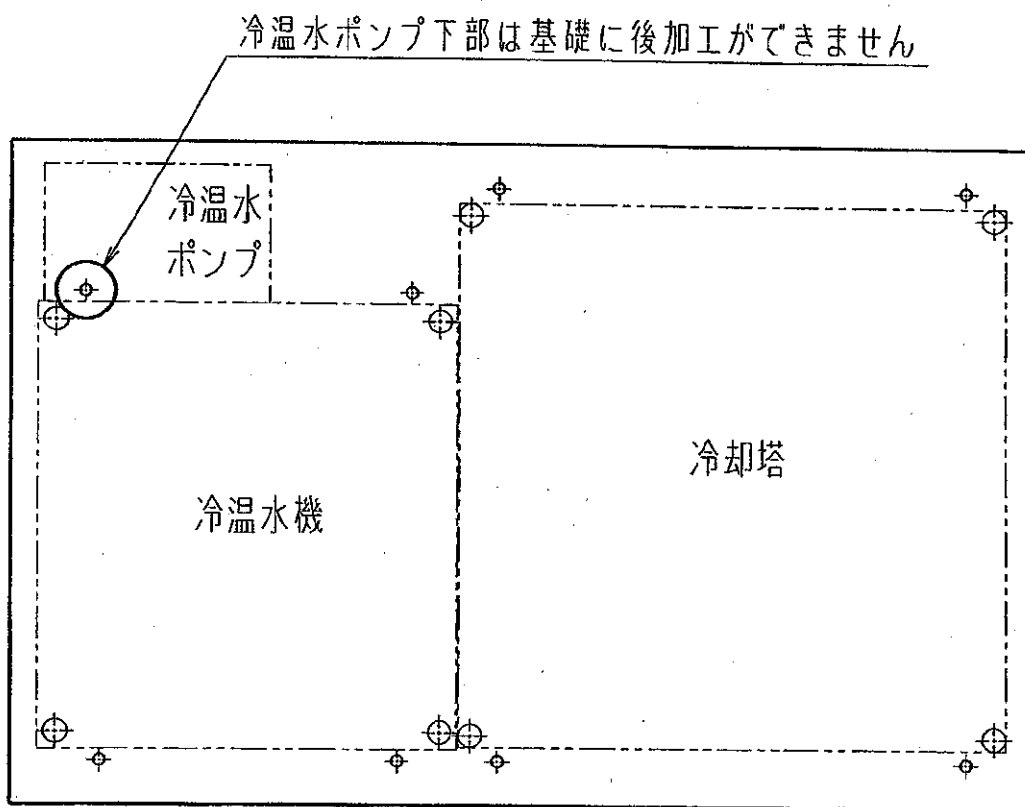 冷温水ポンプ下部は基礎に後加工ができません
冷温水
ポンプ
冷却塔
冷温水機